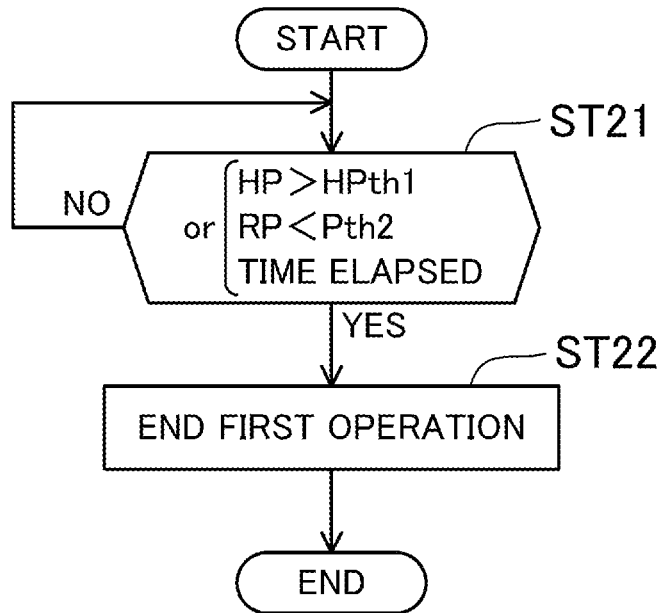 START
ST21
HP>HPth1
NO
or RP<Pth2
TIME ELAPSED
YES
ST22
END FIRST OPERATION
END